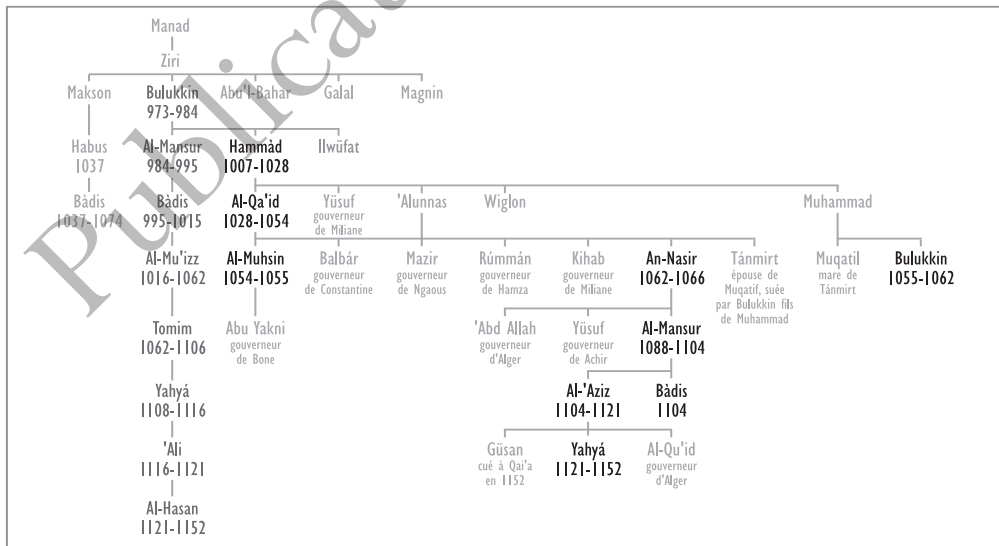 Manad
Ziri
Makson Bulukkin Abu'l-Bahar Galal Magnin
973-984
Habus Al-Mansur Hammàd Ilwüfat
1037 984-995 1007-1028
Bàdis Bàdis Al-Qa'id Yüsuf 'Alunnas Wiglon Muhammad
1037-1074 995-1015 1028-1054 gouverneur
de Miliane
Al-Mu'izz Al-Muhsin Balbár Mazir Rúmmán Kihab An-Nasir Tánmirt Muqatil Bulukkin
1016-1062 1054-1055 gouverneur gouverneur gouverneur gouverneur 1062-1066 épouse de mare de 1055-1062
de Constantine de Ngaous de Hamza de Miliane Muqatif, suée Tánmirt
par Bulukkin fils
de Muhammad
Tomim Abu Yakni 'Abd Allah Yüsuf Al-Mansur
1062-1106 gouverneur gouverneur gouverneur 1088-1104
de Bone d'Alger de Achir
Yahyá Al-'Aziz Bàdis
1108-1116 1104-1121 1104
'Ali Güsan Yahyá Al-Qu'id
1116-1121 cué à Qai'a 1121-1152 gouverneur
en 1152 d'Alger
Al-Hasan
1121-1152
Publicat